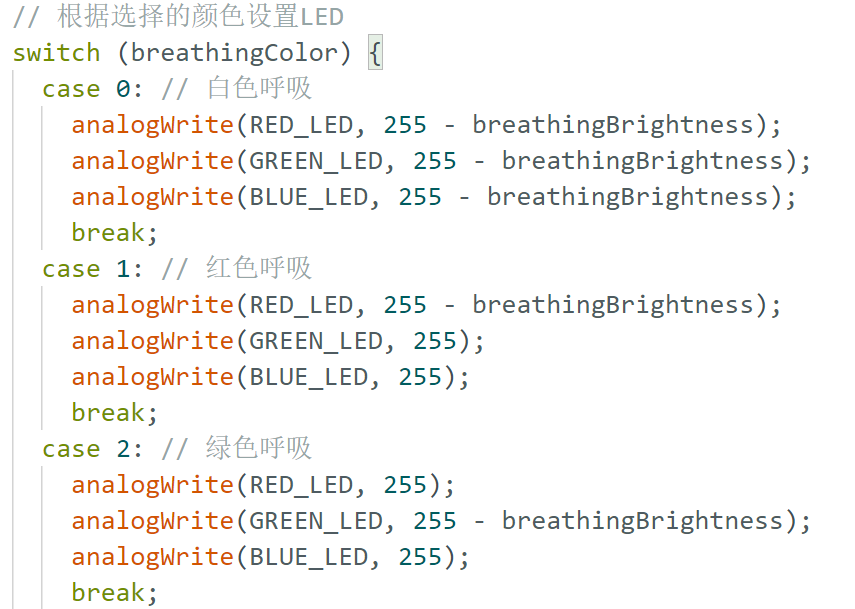 // 根据选择的颜色设置LED
switch (breathingColor) {
case 0: // 白色呼吸
analogWrite(RED_LED, 255 - breathingBrightness);
analogWrite(GREEN_LED, 255 - breathingBrightness);
analogWrite(BLUE_LED, 255 - breathingBrightness);
break;
case 1: // 红色呼吸
analogWrite(RED_LED, 255 - breathingBrightness);
analogWrite(GREEN_LED, 255);
analogWrite(BLUE_LED, 255);
break;
case 2: // 绿色呼吸
analogWrite(RED_LED, 255);
analogWrite(GREEN_LED, 255 - breathingBrightness);
analogWrite(BLUE_LED, 255);
break;